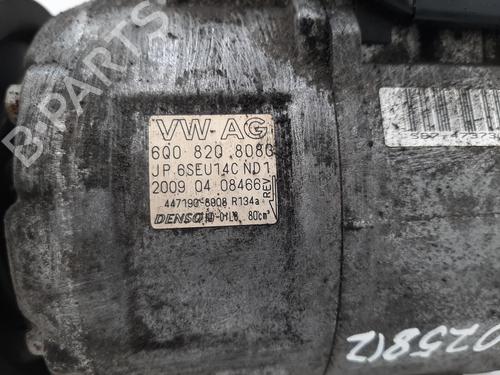 B-PARTS
VW AG
6Q0 820 808G
JP 6SEU14C ND1
2009 04 08466
REV
447190-6908 R134a
DENSO ND-OIL8 80cm³